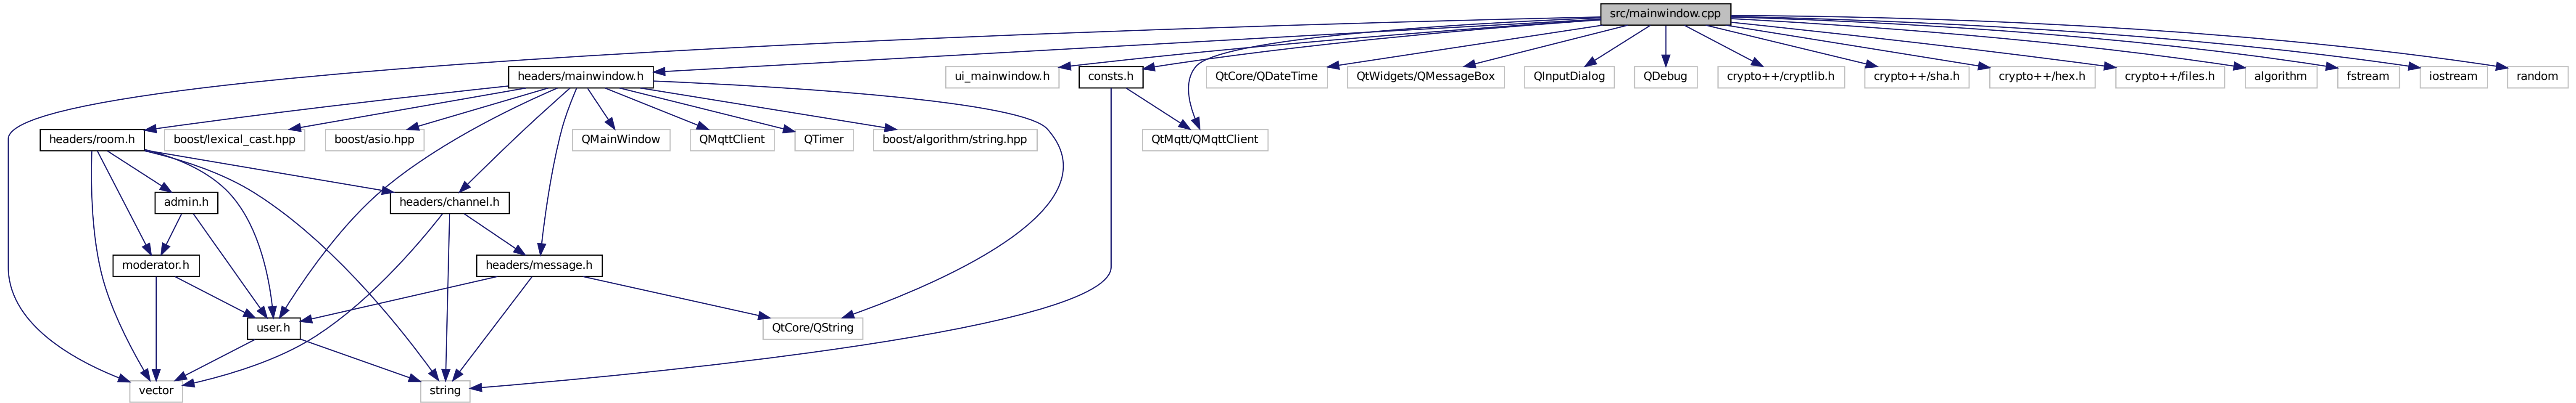 src/mainwindow.cpp
headers/mainwindow.h
ui_mainwindow.h
consts.h
QtCore/QDateTime
QtWidgets/QMessageBox
QInputDialog
QDebug
crypto++/cryptlib.h
crypto++/sha.h
crypto++/hex.h
crypto++/files.h
algorithm
fstream
iostream
random
headers/room.h
boost/lexical_cast.hpp
boost/asio.hpp
QMainWindow
QMqttClient
QTimer
boost/algorithm/string.hpp
QtMqtt/QMqttClient
admin.h
headers/channel.h
moderator.h
headers/message.h
user.h
QtCore/QString
vector
string